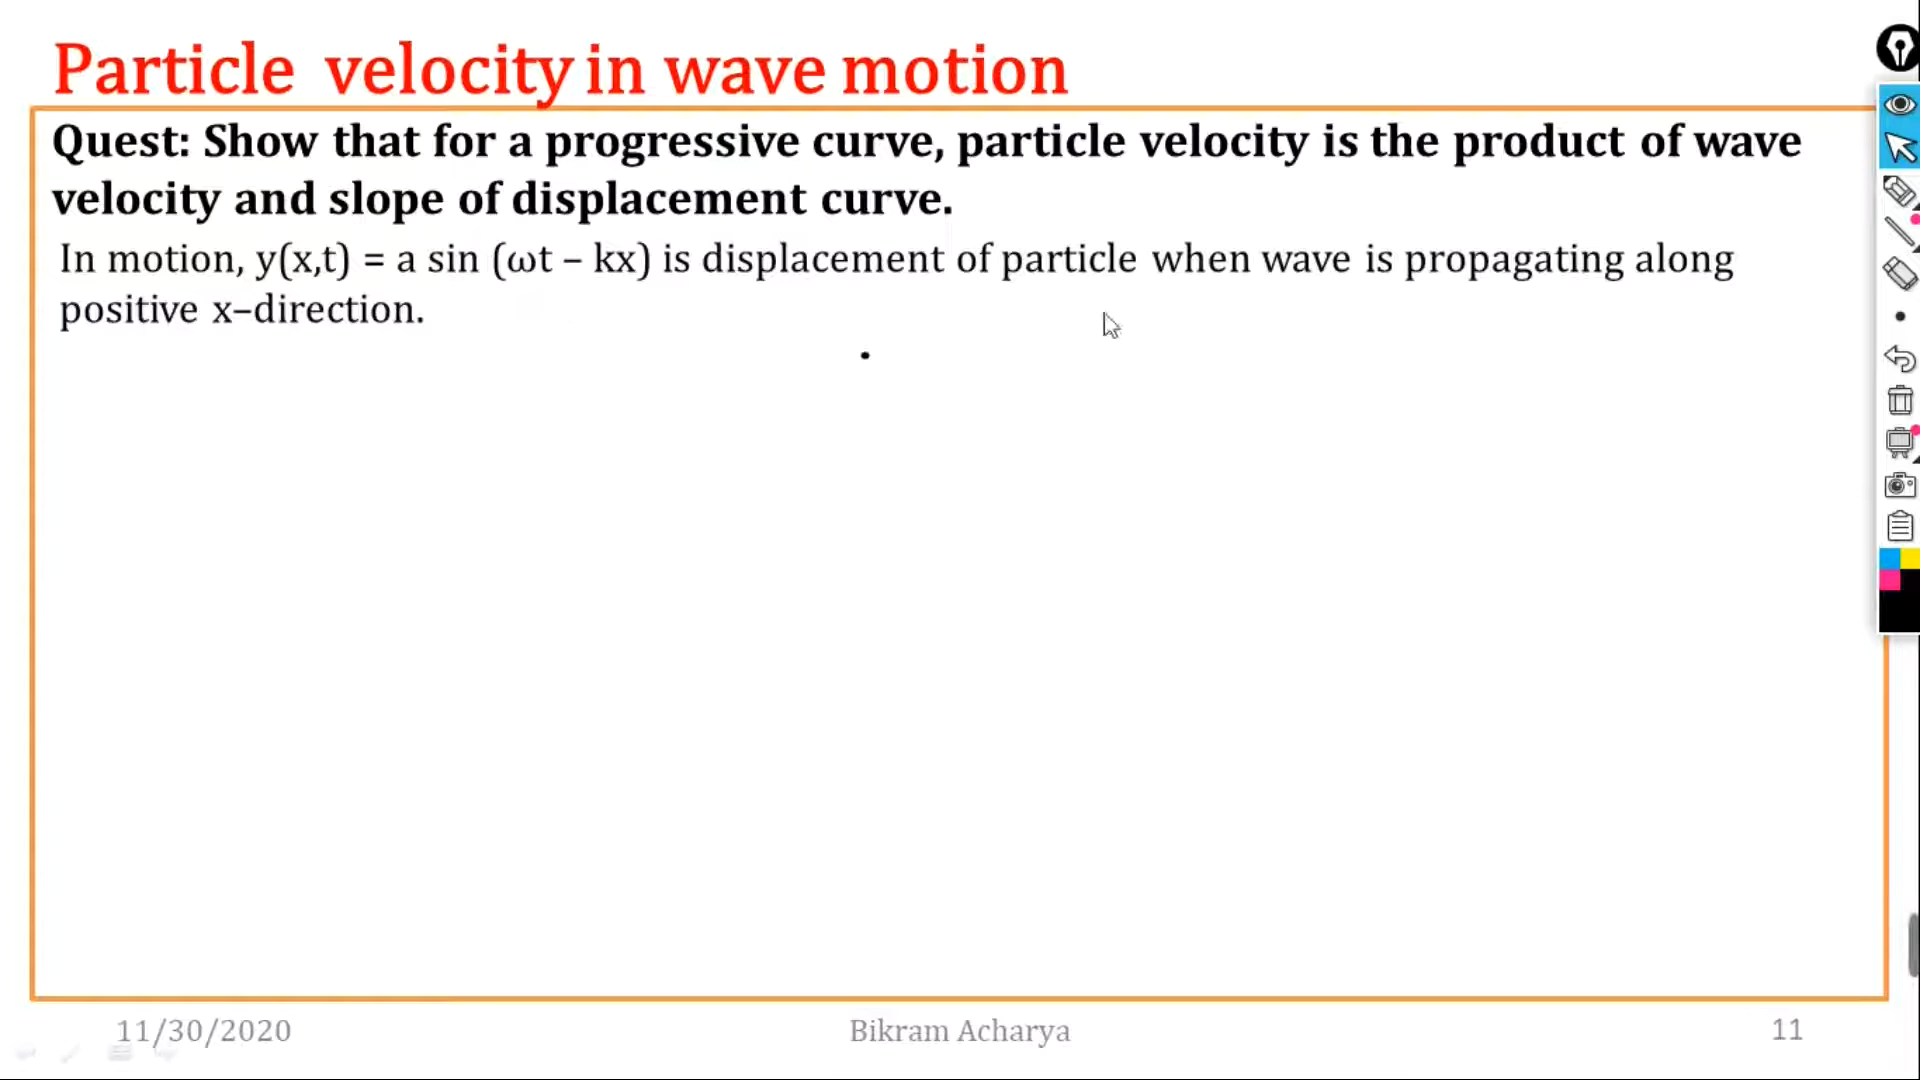 Particle velocity in wave motion
Quest: Show that for a progressive curve, particle velocity is the product of wave
velocity and slope of displacement curve.
In motion, y(x,t) = a sin (ωt – kx) is displacement of particle when wave is propagating along
positive x–direction.
11/30/2020
Bikram Acharya
11